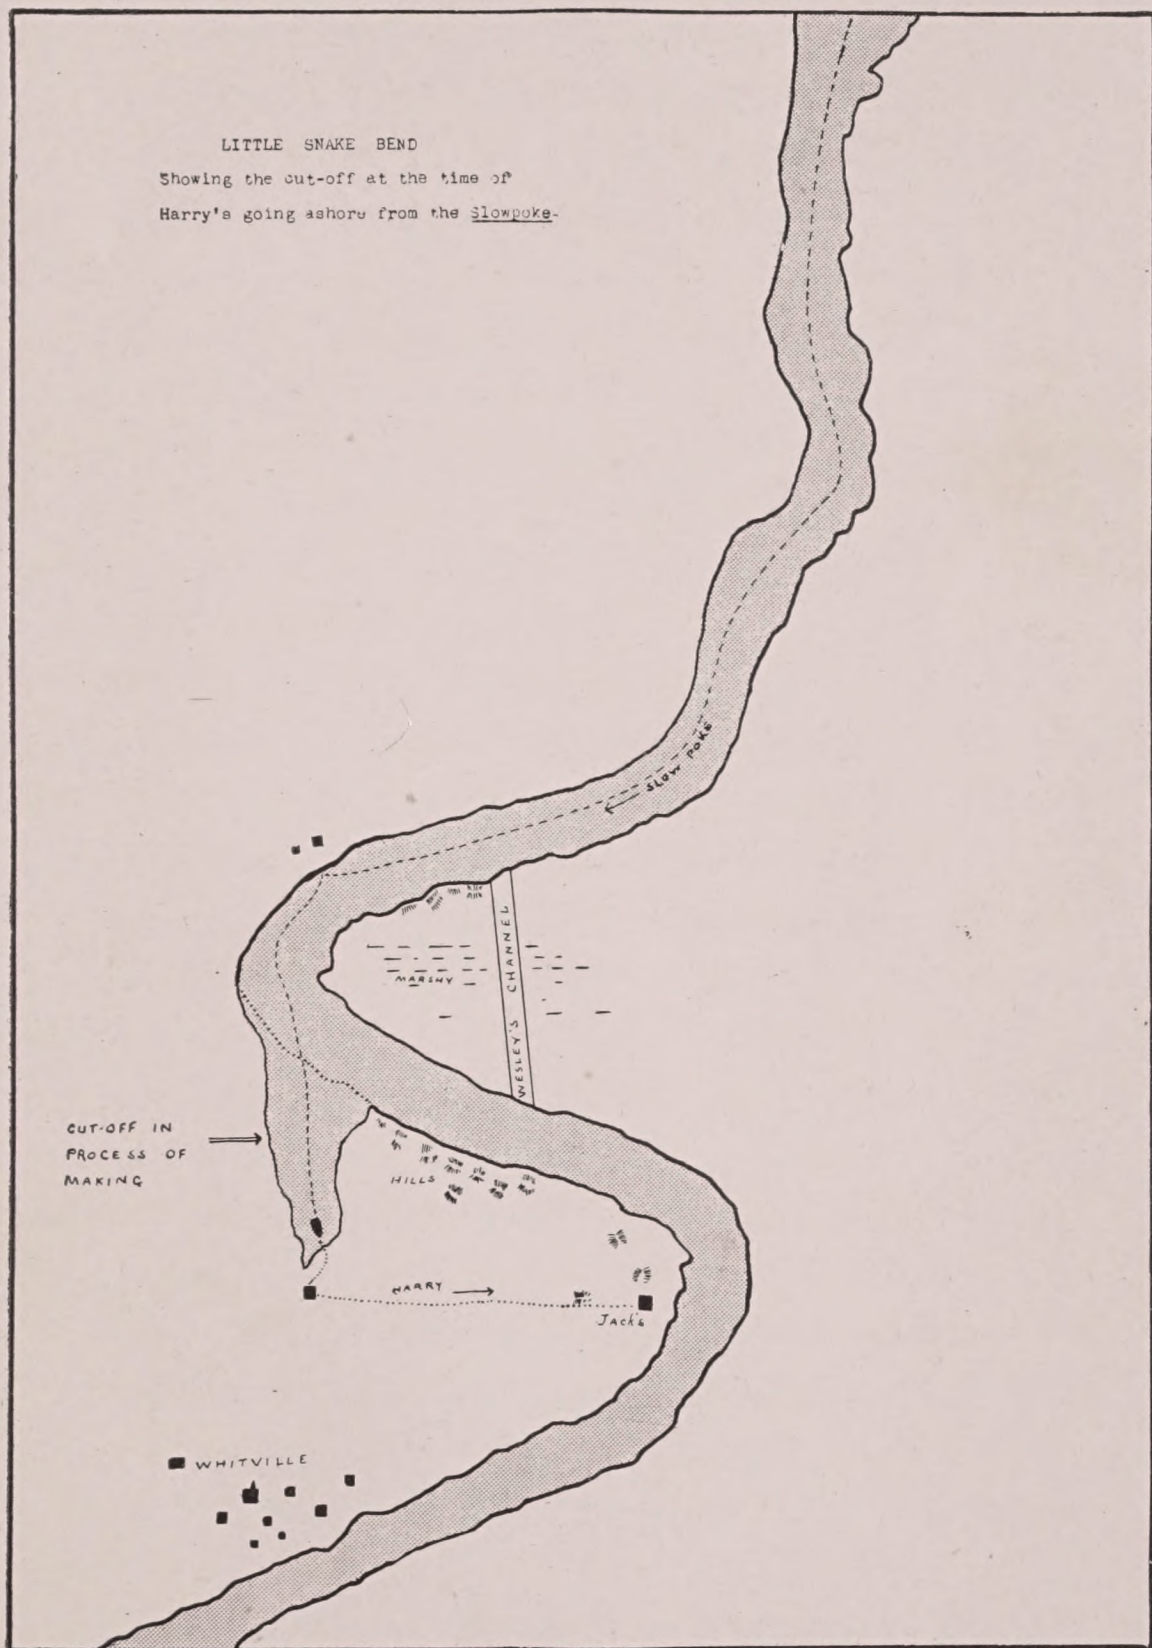 LITTLE SNAKE BEND
Showing the cut-off at the time of
Harry's going ashore from the Slowpoke.
SLOW POKE
WESLEY'S CHANNEL
MARSHY
CUT-OFF IN
PROCESS OF
MAKING
HILLS
HARRY
JACK'S
WHITVILLE